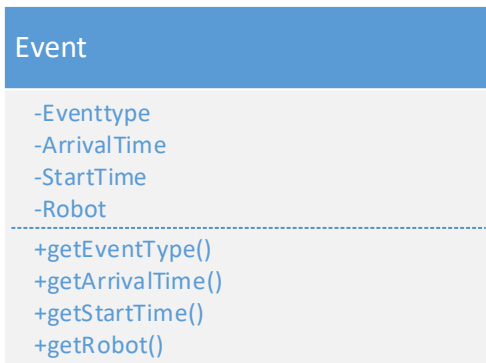 Event
-Eventtype
-ArrivalTime
-StartTime
-Robot
+getEventType()
+getArrivalTime()
+getStartTime()
+getRobot()